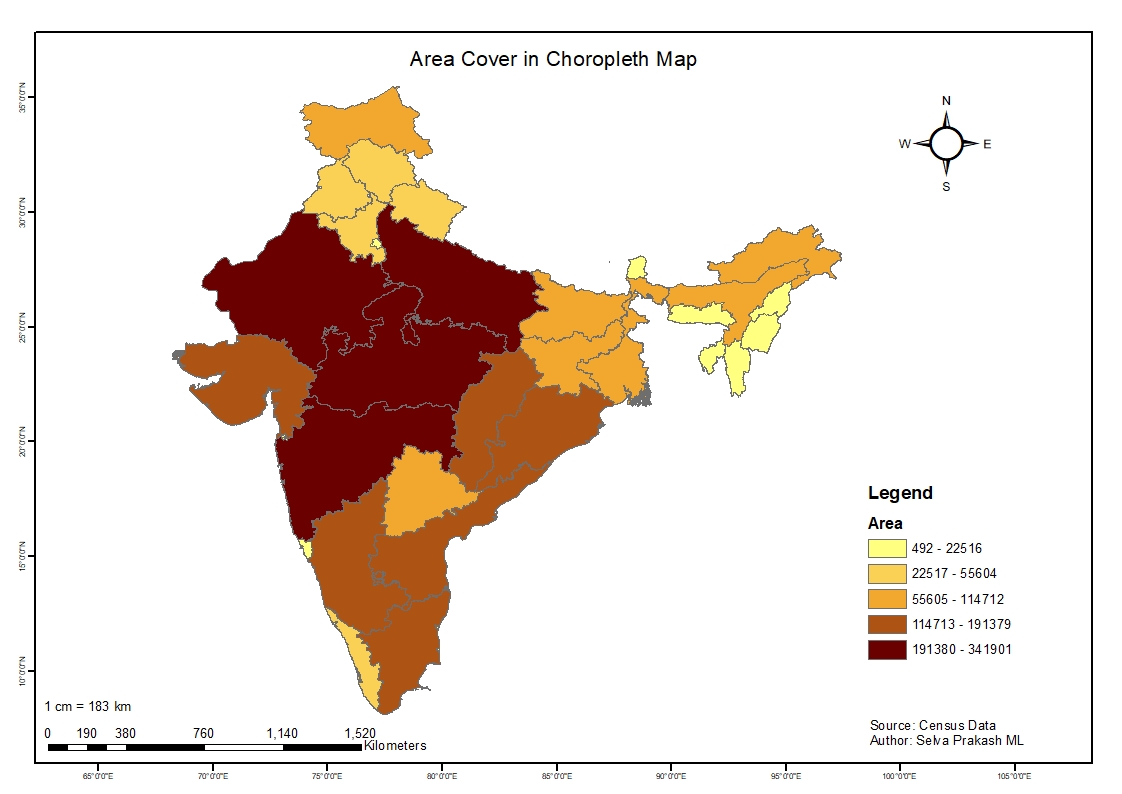 Area Cover in Choropleth Map
N
W E
S
35°0'0"N
30°0'0"N
25°0'0"N
20°0'0"N
15°0'0"N
10°0'0"N
Legend
Area
492 - 22516
22517 - 55604
55605 - 114712
114713 - 191379
191380 - 341901
1 cm = 183 km
0 190 380 760 1,140 1,520
Kilometers
Source: Census Data
Author: Selva Prakash ML
65°0'0"E 70°0'0"E 75°0'0"E 80°0'0"E 85°0'0"E 90°0'0"E 95°0'0"E 100°0'0"E 105°0'0"E